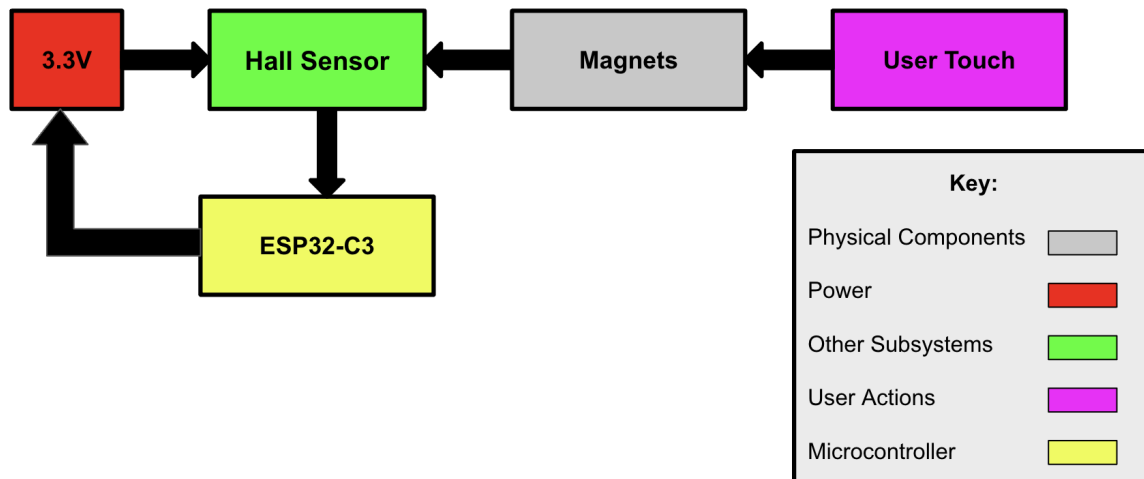 3.3V
Hall Sensor
Magnets
User Touch
ESP32-C3
Key:
Physical Components
Power
Other Subsystems
User Actions
Microcontroller